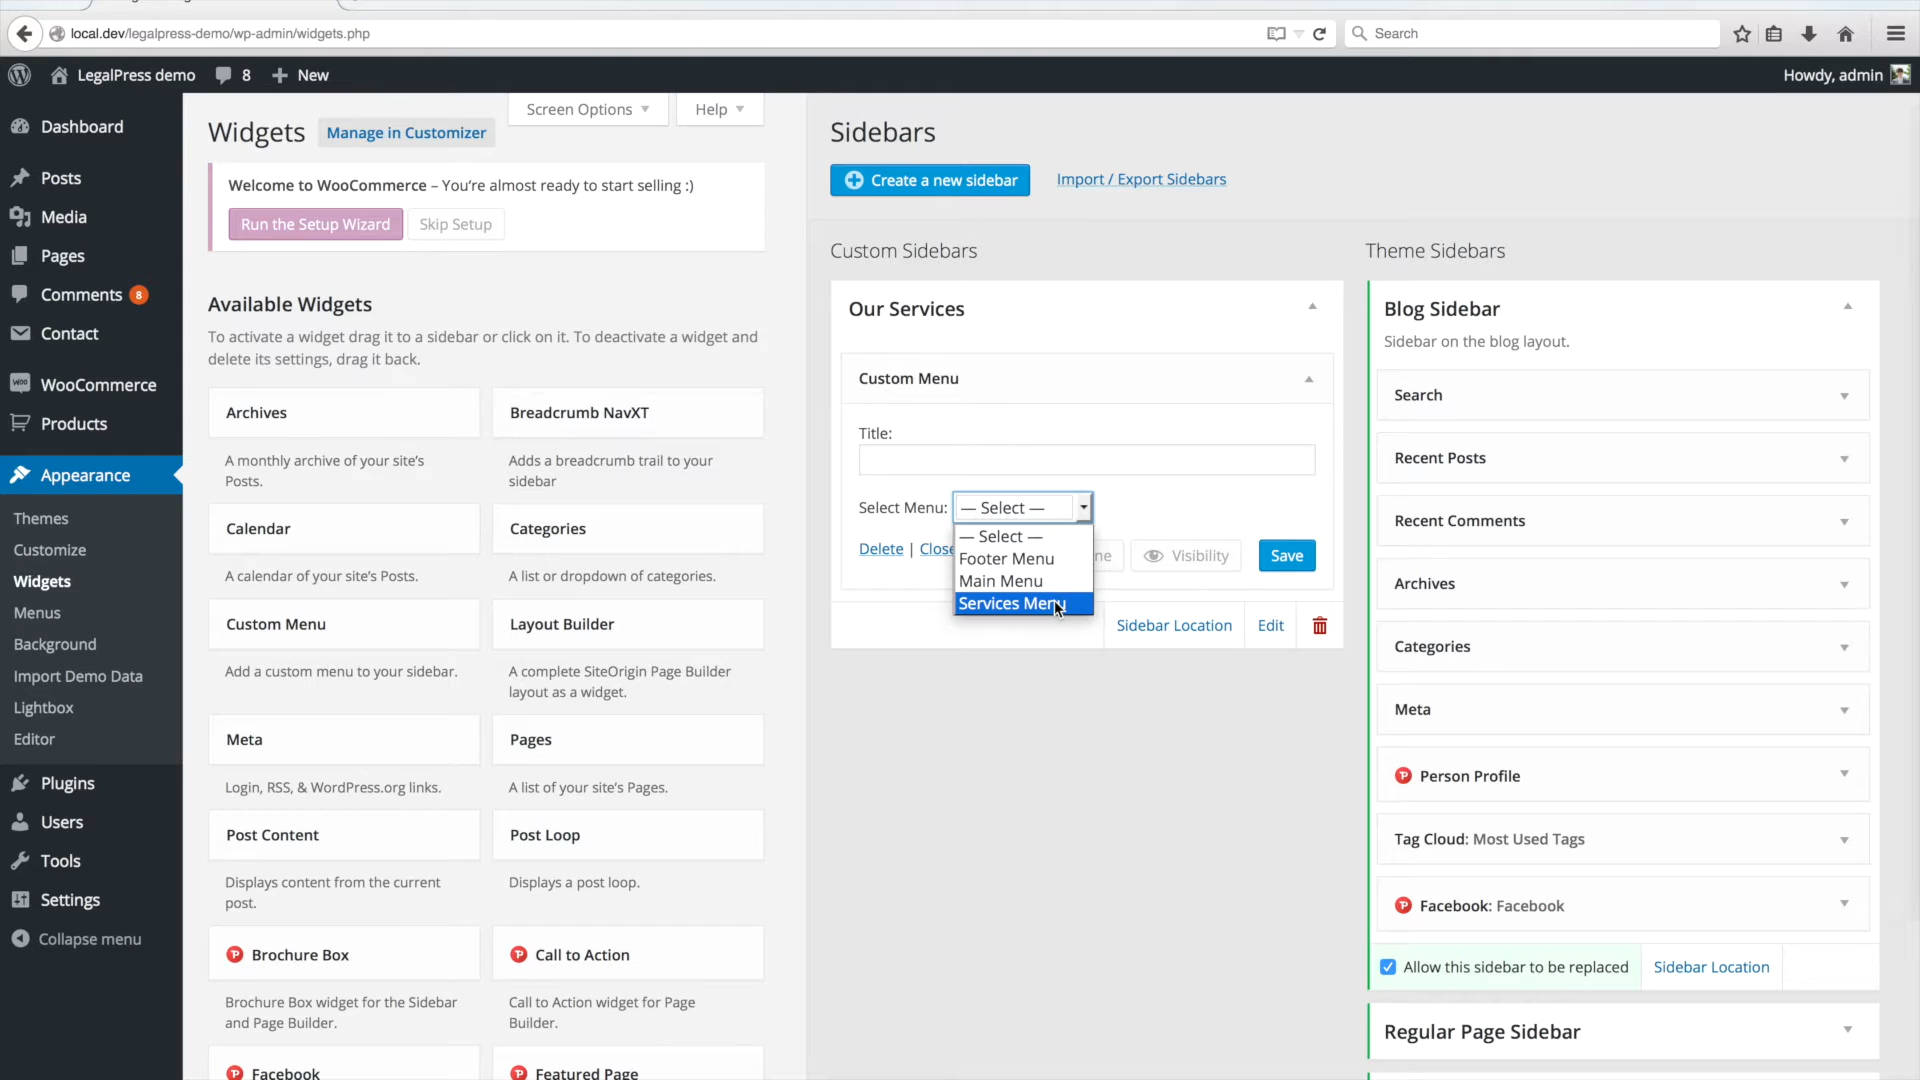 local.dev/legalpress-demo/wp-admin/widgets.php
Search
LegalPress demo
8
New
Howdy, admin
Dashboard
Posts
Media
Pages
Comments 8
Contact
WooCommerce
Products
Appearance
Themes
Customize
Widgets
Menus
Background
Import Demo Data
Lightbox
Editor
Plugins
Users
Tools
Settings
Collapse menu
Screen Options
Help
Widgets
Manage in Customizer
Welcome to WooCommerce – You're almost ready to start selling :)
Run the Setup Wizard
Skip Setup
Available Widgets
To activate a widget drag it to a sidebar or click on it. To deactivate a widget and
delete its settings, drag it back.
Archives
A monthly archive of your site's
Posts.
Breadcrumb NavXT
Adds a breadcrumb trail to your
sidebar
Calendar
A calendar of your site's Posts.
Categories
A list or dropdown of categories.
Custom Menu
Add a custom menu to your sidebar.
Layout Builder
A complete SiteOrigin Page Builder
layout as a widget.
Meta
Login, RSS, & WordPress.org links.
Pages
A list of your site's Pages.
Post Content
Displays content from the current
post.
Post Loop
Displays a post loop.
Brochure Box
Brochure Box widget for the Sidebar
and Page Builder.
Call to Action
Call to Action widget for Page
Builder.
Facebook
Featured Page
Sidebars
Create a new sidebar
Import / Export Sidebars
Custom Sidebars
Our Services
Custom Menu
Title:
Select Menu: — Select —
— Select —
Footer Menu
Main Menu
Services Menu
Delete | Close
Visibility
Save
Sidebar Location
Edit
Theme Sidebars
Blog Sidebar
Sidebar on the blog layout.
Search
Recent Posts
Recent Comments
Archives
Categories
Meta
Person Profile
Tag Cloud: Most Used Tags
Facebook: Facebook
Allow this sidebar to be replaced
Sidebar Location
Regular Page Sidebar